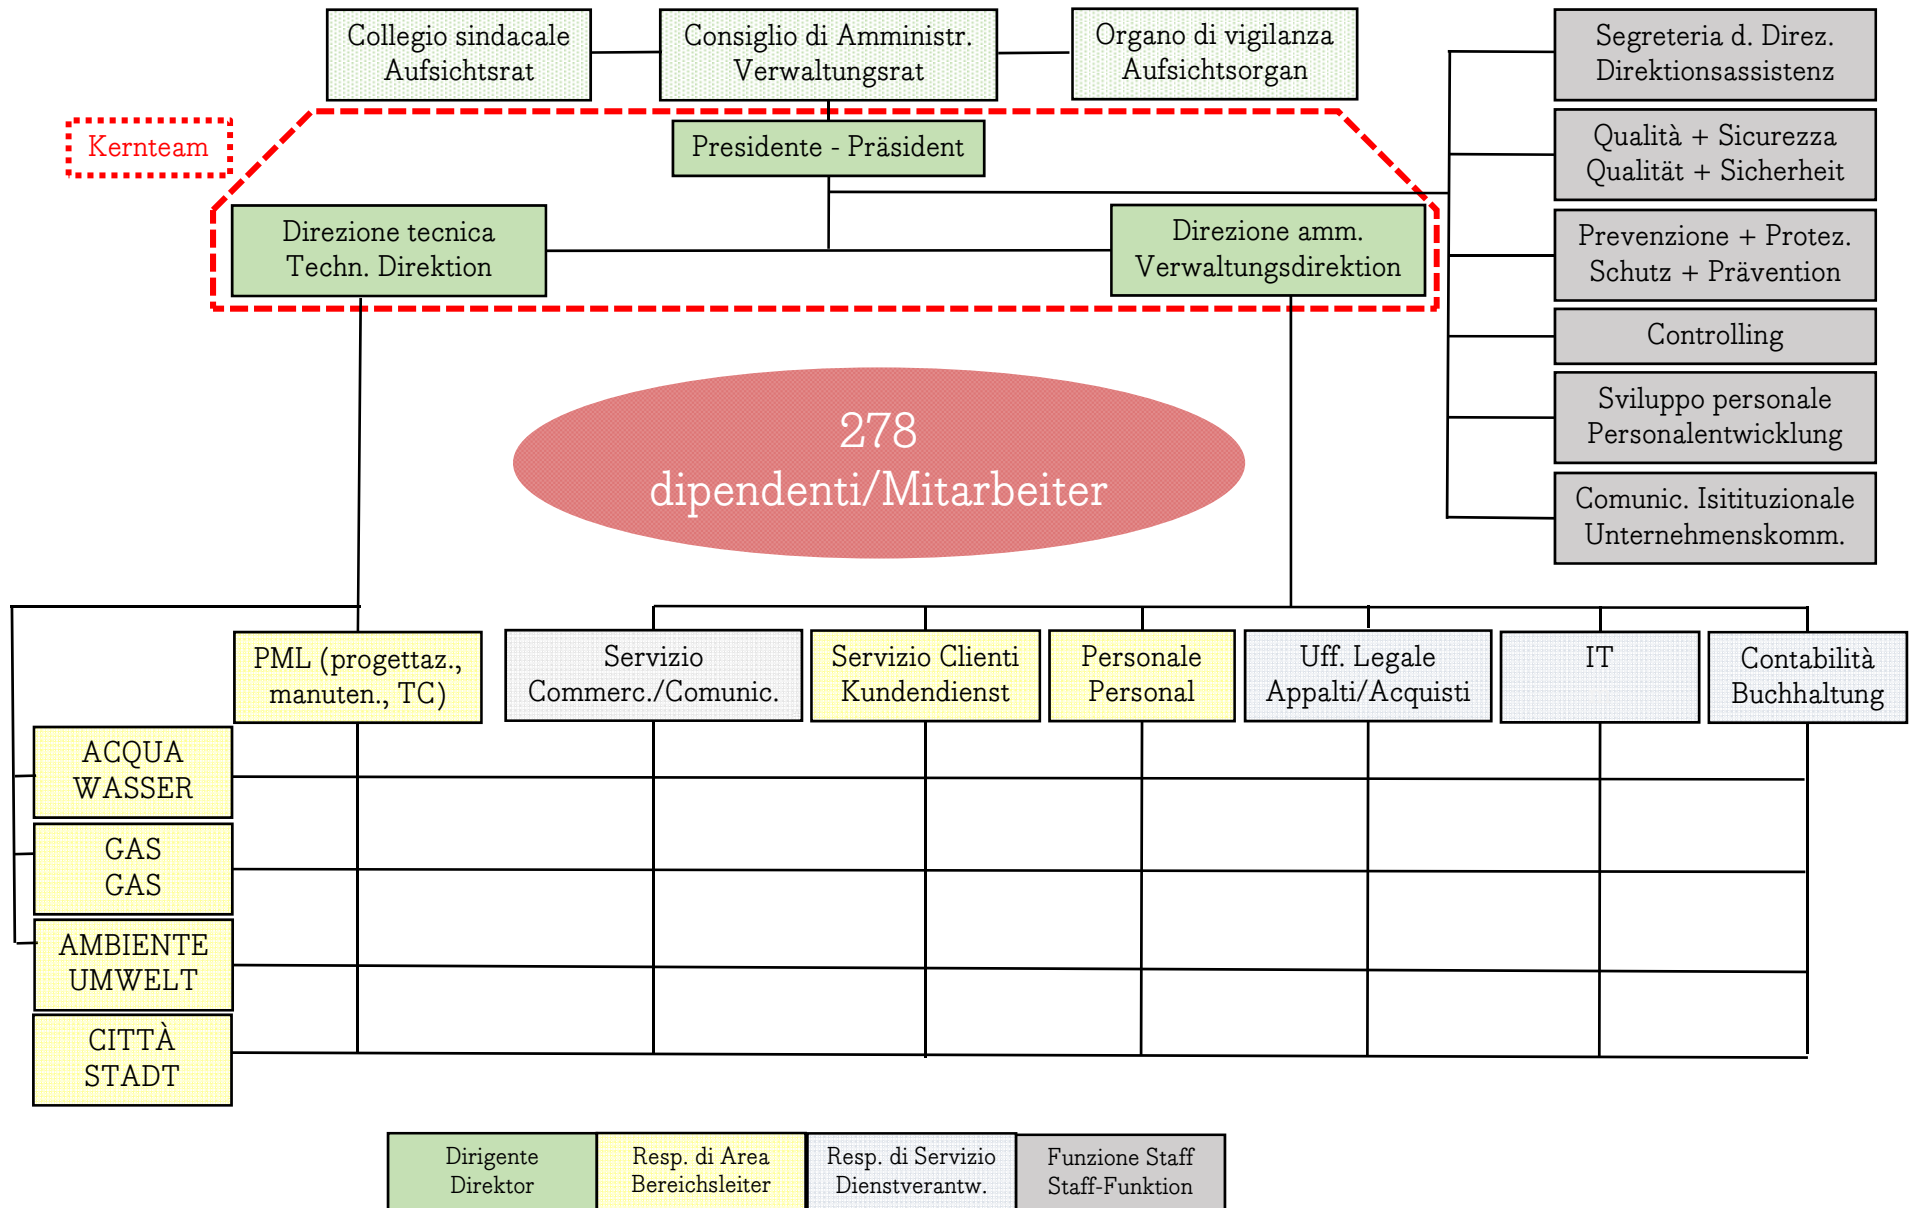 Collegio sindacale
Aufsichtsrat
Consiglio di Amministr.
Verwaltungsrat
Organo di vigilanza
Aufsichtsorgan
Segreteria d. Direz.
Direktionsassistenz
Kernteam
Presidente - Präsident
Qualità + Sicurezza
Qualität + Sicherheit
Direzione tecnica
Techn. Direktion
Direzione amm.
Verwaltungsdirektion
Prevenzione + Protez.
Schutz + Prävention
Controlling
278
dipendenti/Mitarbeiter
Sviluppo personale
Personalentwicklung
Comunic. Isitituzionale
Unternehmenskomm.
PML (progettaz.,
manuten., TC)
Servizio
Commerc./Comunic.
Servizio Clienti
Kundendienst
Personale
Personal
Uff. Legale
Appalti/Acquisti
IT
Contabilità
Buchhaltung
ACQUA
WASSER
GAS
GAS
AMBIENTE
UMWELT
CITTÀ
STADT
Dirigente
Direktor
Resp. di Area
Bereichsleiter
Resp. di Servizio
Dienstverantw.
Funzione Staff
Staff-Funktion